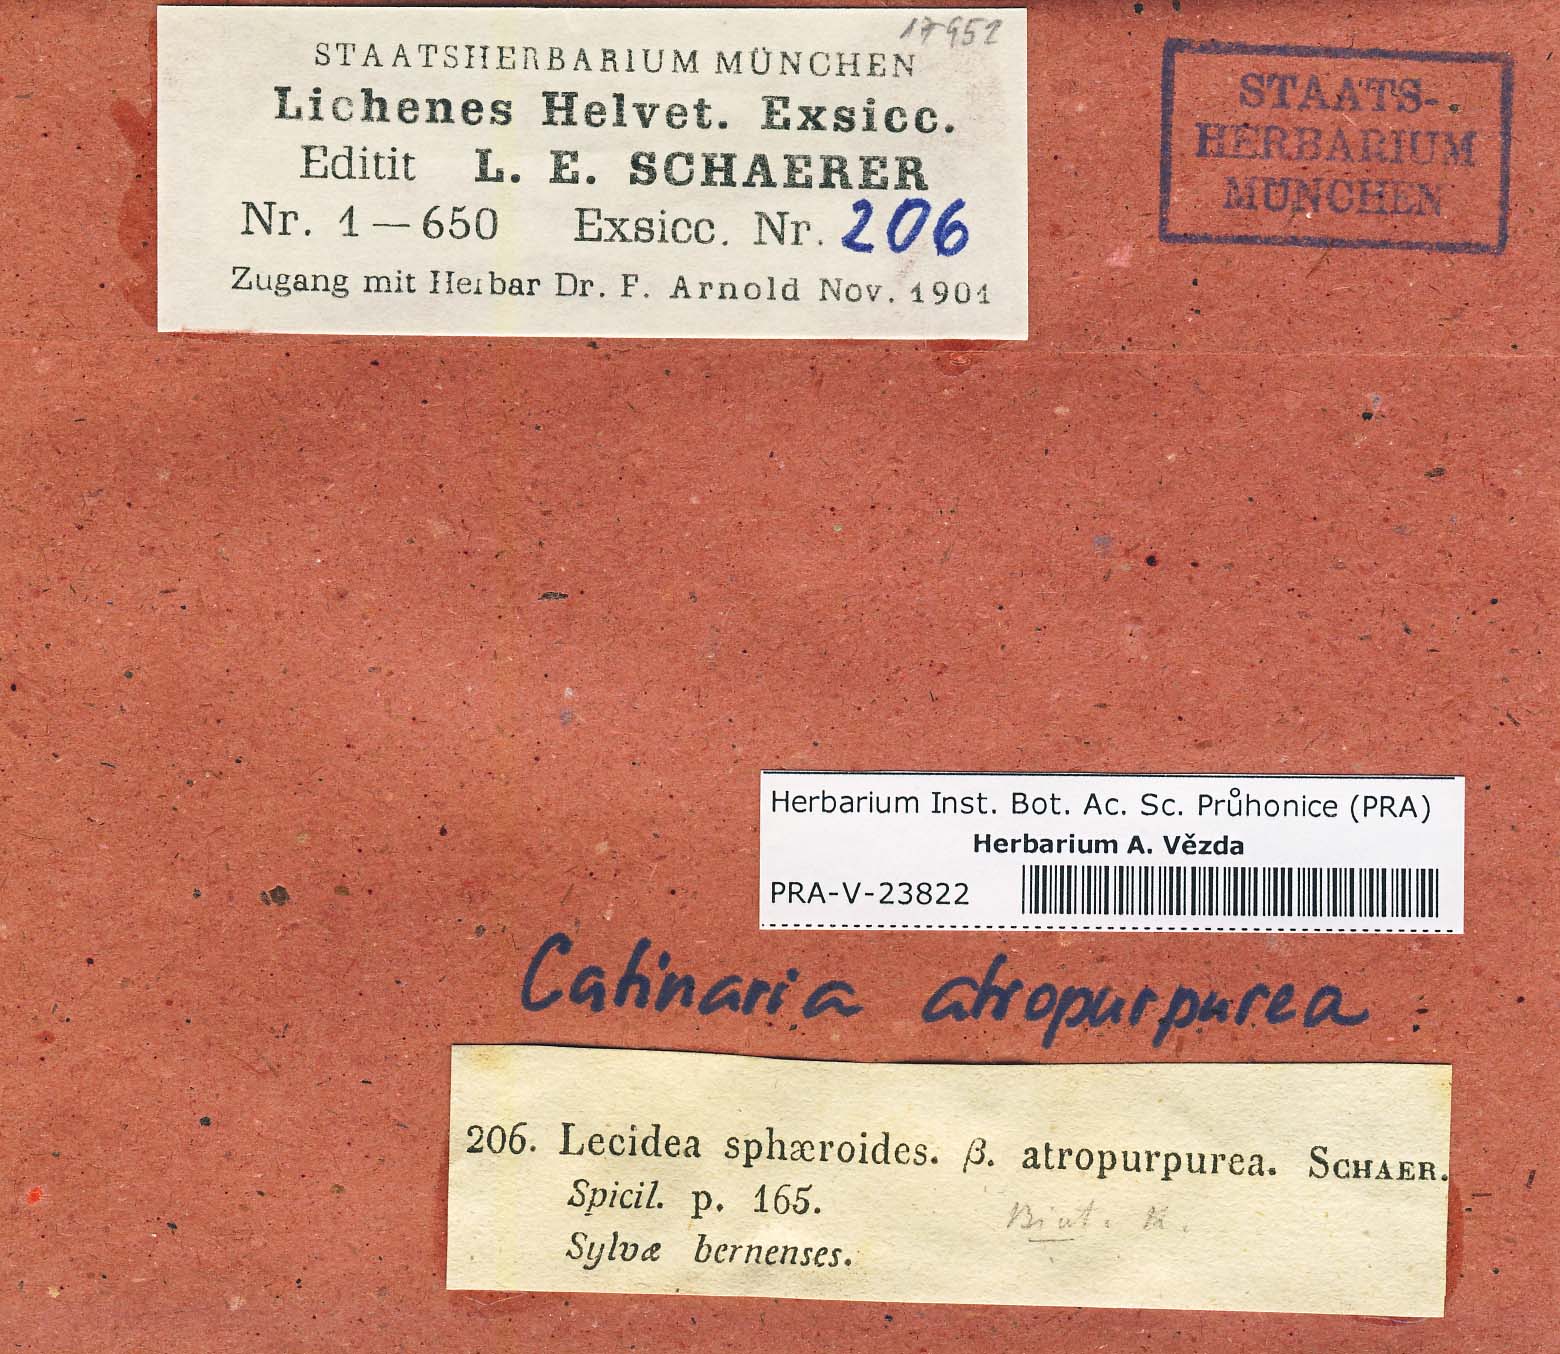 17952
STAATSHERBARIUM MÜNCHEN
Lichenes Helvet. Exsicc.
Editit L. E. SCHAERER
Nr. 1—650 Exsicc. Nr. 206
Zugang mit Herbar Dr. F. Arnold Nov. 1901
STAATS-
HERBARIUM
MÜNCHEN
Herbarium Inst. Bot. Ac. Sc. Průhonice (PRA)
Herbarium A. Vězda
PRA-V-23822
Catinaria atropurpurea
206. Lecidea sphæroides. β. atropurpurea. SCHAER.
Spicil. p. 165.
Sylvæ bernenses.